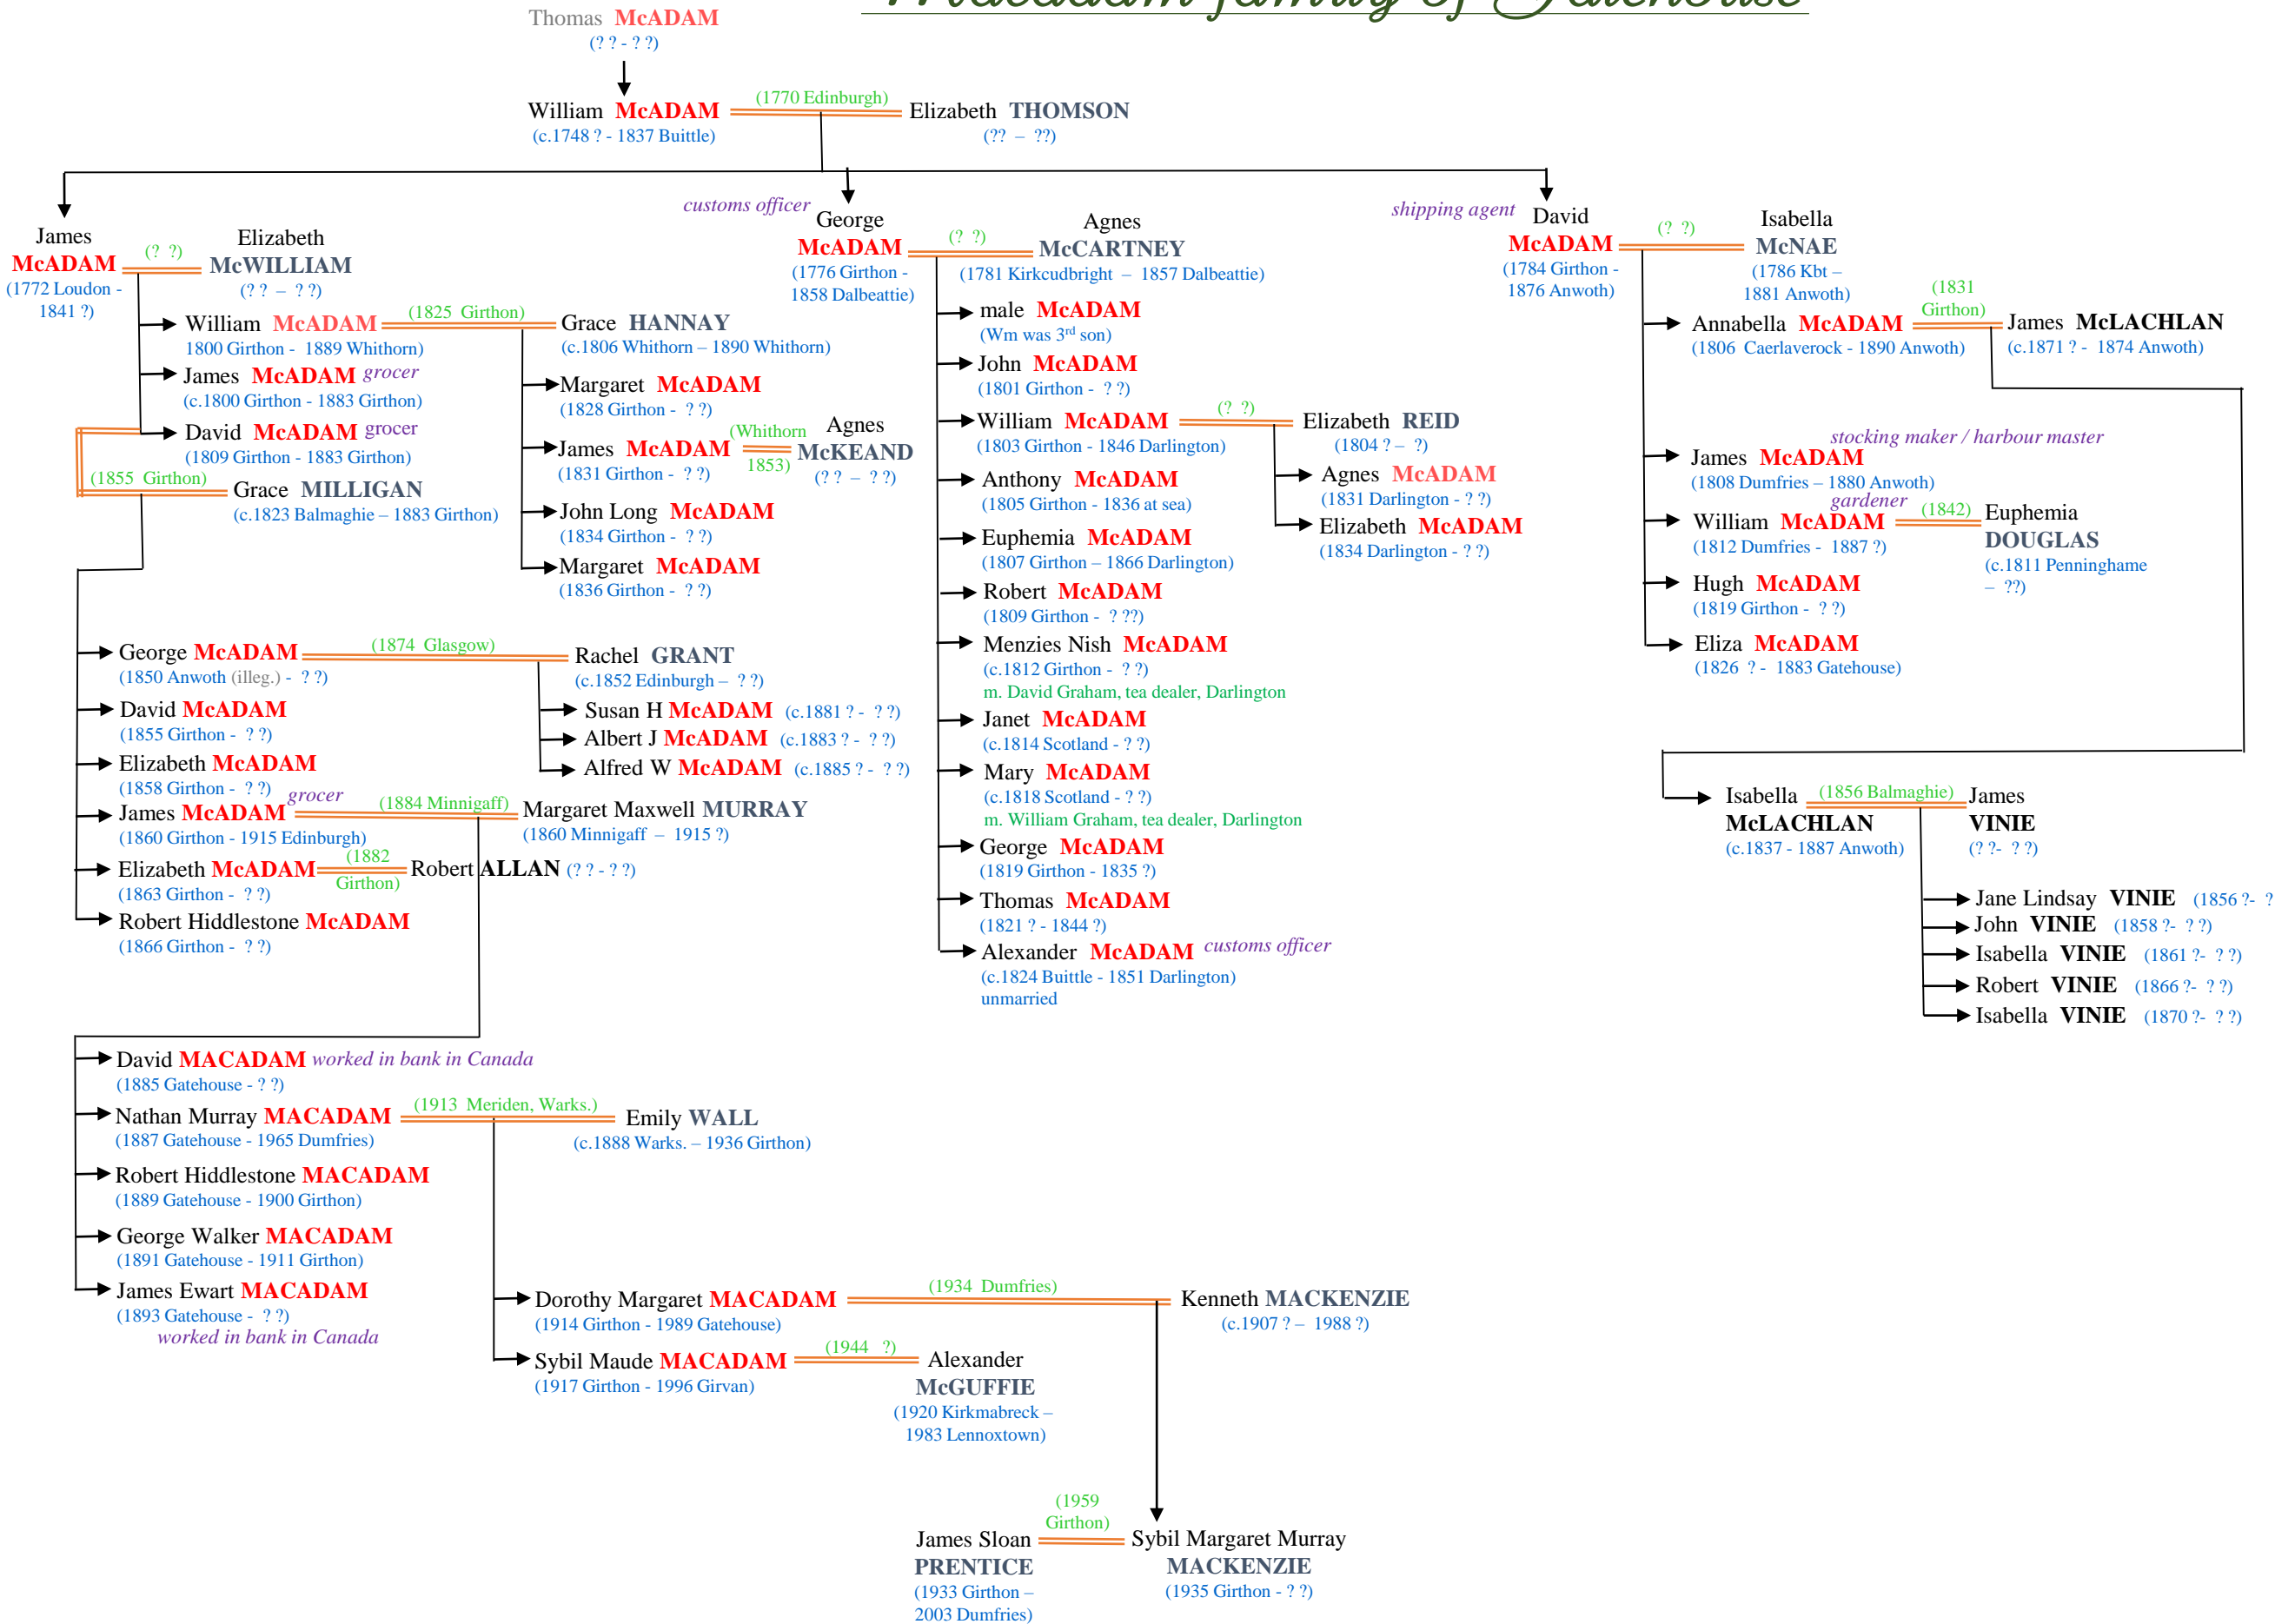 Macadam family of Gatehouse
Thomas McADAM
(? ? - ? ?)
William McADAM
(1770 Edinburgh)
Elizabeth THOMSON
(c.1748 ? - 1837 Buittle)
(?? – ??)
James
McADAM
(1772 Loudon -
1841 ?)
(? ?)
Elizabeth
McWILLIAM
(? ? – ? ?)
William McADAM
1800 Girthon - 1889 Whithorn)
(1825 Girthon)
Grace HANNAY
(c.1806 Whithorn – 1890 Whithorn)
James McADAM grocer
(c.1800 Girthon - 1883 Girthon)
David McADAM grocer
(1809 Girthon - 1883 Girthon)
(1855 Girthon)
Grace MILLIGAN
(c.1823 Balmaghie – 1883 Girthon)
Margaret McADAM
(1828 Girthon - ? ?)
James McADAM
(1831 Girthon - ? ?)
(Whithorn
1853)
Agnes
McKEAND
(? ? – ? ?)
John Long McADAM
(1834 Girthon - ? ?)
Margaret McADAM
(1836 Girthon - ? ?)
George McADAM
(1850 Anwoth (illeg.) - ? ?)
(1874 Glasgow)
Rachel GRANT
(c.1852 Edinburgh – ? ?)
Susan H McADAM (c.1881 ? - ? ?)
Albert J McADAM (c.1883 ? - ? ?)
Alfred W McADAM (c.1885 ? - ? ?)
David McADAM
(1855 Girthon - ? ?)
Elizabeth McADAM
(1858 Girthon - ? ?)
James McADAM
grocer
(1860 Girthon - 1915 Edinburgh)
(1884 Minnigaff)
Margaret Maxwell MURRAY
(1860 Minnigaff – 1915 ?)
Elizabeth McADAM
(1863 Girthon - ? ?)
(1882
Girthon)
Robert ALLAN (? ? - ? ?)
Robert Hiddlestone McADAM
(1866 Girthon - ? ?)
customs officer
George
McADAM
(1776 Girthon -
1858 Dalbeattie)
(? ?)
Agnes
McCARTNEY
(1781 Kirkcudbright – 1857 Dalbeattie)
male McADAM
(Wm was 3rd son)
John McADAM
(1801 Girthon - ? ?)
William McADAM
(1803 Girthon - 1846 Darlington)
(? ?)
Elizabeth REID
(1804 ? – ?)
Agnes McADAM
(1831 Darlington - ? ?)
Elizabeth McADAM
(1834 Darlington - ? ?)
Anthony McADAM
(1805 Girthon - 1836 at sea)
Euphemia McADAM
(1807 Girthon – 1866 Darlington)
Robert McADAM
(1809 Girthon - ? ??)
Menzies Nish McADAM
(c.1812 Girthon - ? ?)
m. David Graham, tea dealer, Darlington
Janet McADAM
(c.1814 Scotland - ? ?)
Mary McADAM
(c.1818 Scotland - ? ?)
m. William Graham, tea dealer, Darlington
George McADAM
(1819 Girthon - 1835 ?)
Thomas McADAM
(1821 ? - 1844 ?)
Alexander McADAM customs officer
(c.1824 Buittle - 1851 Darlington)
unmarried
shipping agent
David
McADAM
(1784 Girthon -
1876 Anwoth)
(? ?)
Isabella
McNAE
(1786 Kbt –
1881 Anwoth)
Annabella McADAM
(1806 Caerlaverock - 1890 Anwoth)
(1831
Girthon)
James McLACHLAN
(c.1871 ? - 1874 Anwoth)
stocking maker / harbour master
James McADAM
(1808 Dumfries – 1880 Anwoth)
gardener
William McADAM
(1812 Dumfries - 1887 ?)
(1842)
Euphemia
DOUGLAS
(c.1811 Penninghame
– ??)
Hugh McADAM
(1819 Girthon - ? ?)
Eliza McADAM
(1826 ? - 1883 Gatehouse)
Isabella
McLACHLAN
(c.1837 - 1887 Anwoth)
(1856 Balmaghie)
James
VINIE
(? ?- ? ?)
Jane Lindsay VINIE (1856 ?- ?
John VINIE (1858 ?- ? ?)
Isabella VINIE (1861 ?- ? ?)
Robert VINIE (1866 ?- ? ?)
Isabella VINIE (1870 ?- ? ?)
David MACADAM worked in bank in Canada
(1885 Gatehouse - ? ?)
Nathan Murray MACADAM
(1887 Gatehouse - 1965 Dumfries)
(1913 Meriden, Warks.)
Emily WALL
(c.1888 Warks. – 1936 Girthon)
Robert Hiddlestone MACADAM
(1889 Gatehouse - 1900 Girthon)
George Walker MACADAM
(1891 Gatehouse - 1911 Girthon)
James Ewart MACADAM
(1893 Gatehouse - ? ?)
worked in bank in Canada
Dorothy Margaret MACADAM
(1914 Girthon - 1989 Gatehouse)
(1934 Dumfries)
Kenneth MACKENZIE
(c.1907 ? – 1988 ?)
Sybil Maude MACADAM
(1917 Girthon - 1996 Girvan)
(1944 ?)
Alexander
McGUFFIE
(1920 Kirkmabreck –
1983 Lennoxtown)
James Sloan
PRENTICE
(1933 Girthon –
2003 Dumfries)
(1959
Girthon)
Sybil Margaret Murray
MACKENZIE
(1935 Girthon - ? ?)